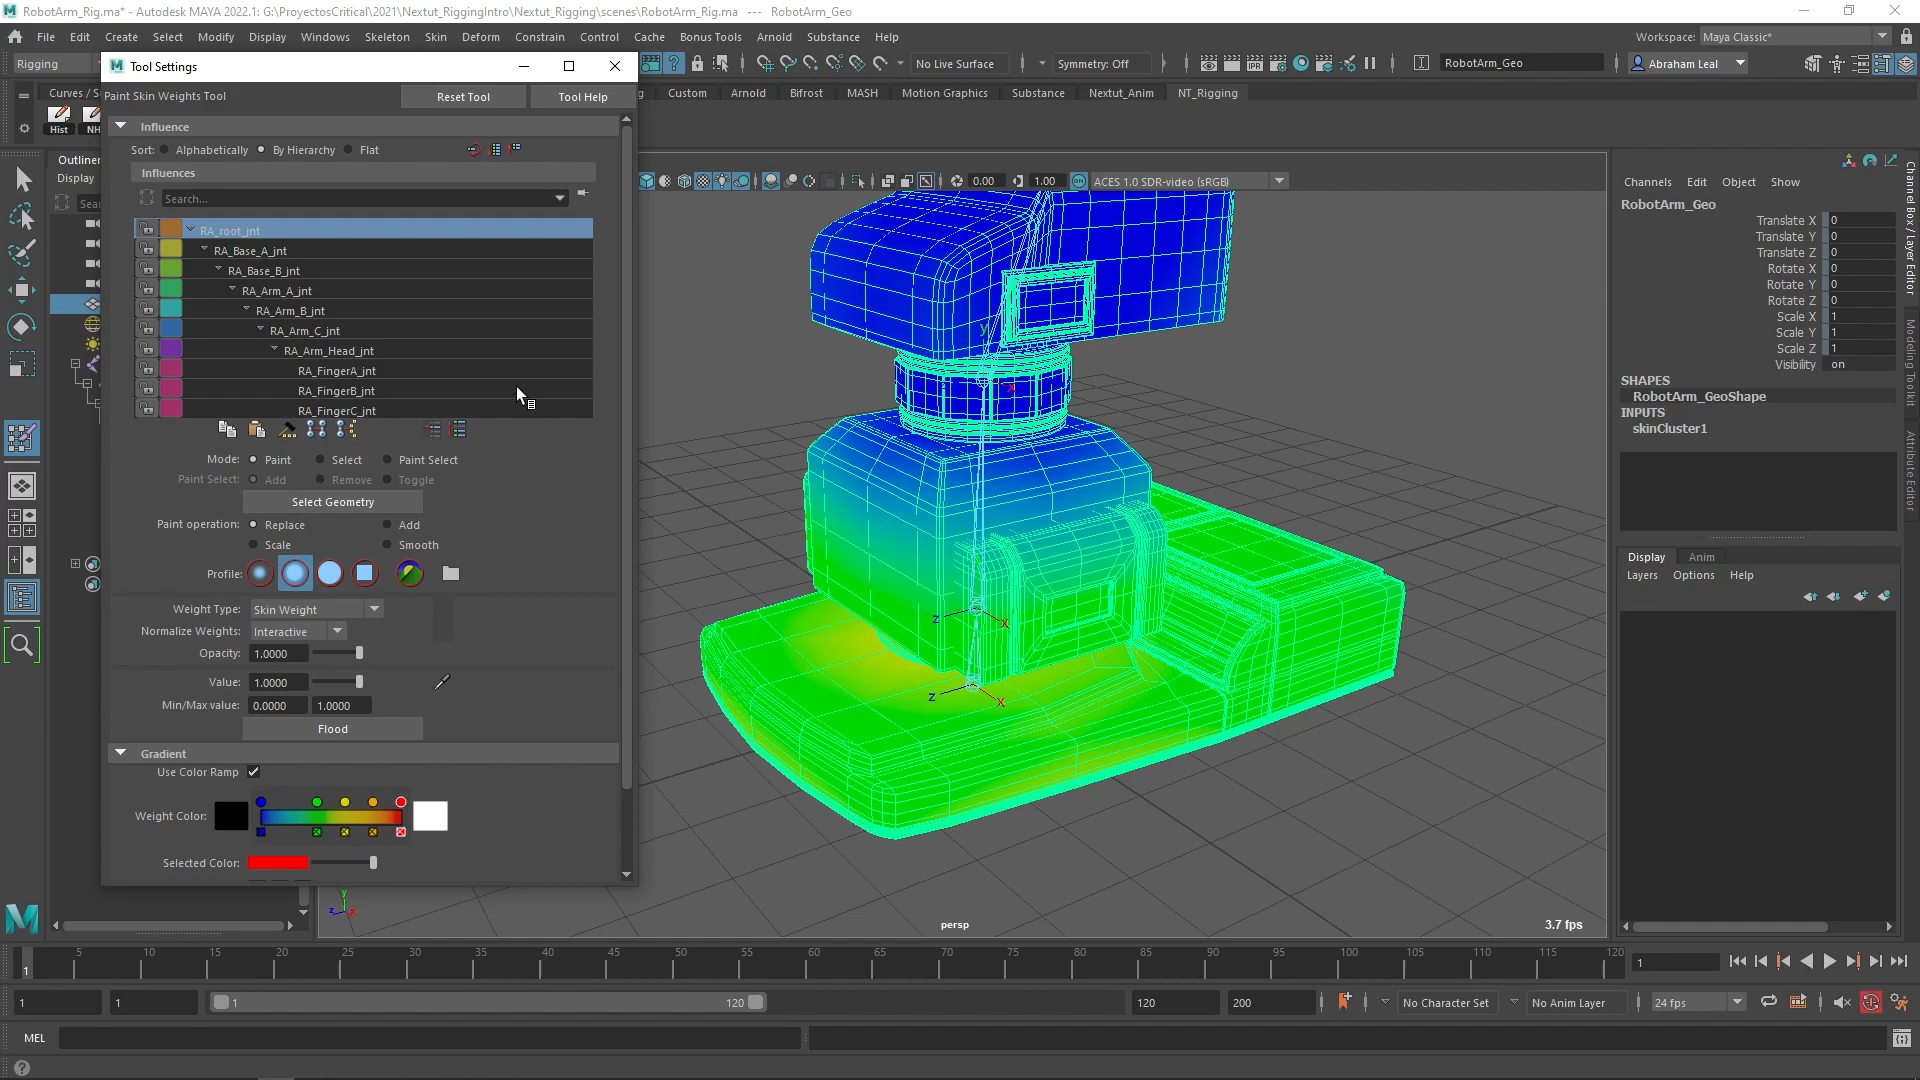 RobotArm_Rig.ma* - Autodesk MAYA 2022.1: G:\ProyectosCritical\2021\Nextut_RiggingIntro\Nextut_Rigging\scenes\RobotArm_Rig.ma --- RobotArm_Geo
File Edit Create Select Modify Display Windows Skeleton Skin Deform Constrain Control Cache Bonus Tools Arnold Substance Help
Workspace: Maya Classic*
Rigging
No Live Surface
Symmetry: Off
RobotArm_Geo
Abraham Leal
Tool Settings
Paint Skin Weights Tool
Reset Tool
Tool Help
Curves / S
Custom Arnold Bifrost MASH Motion Graphics Substance Nextut_Anim NT_Rigging
Hist
NH
Outliner
Display
Sea
Influence
Sort: Alphabetically By Hierarchy Flat
Influences
Search...
RA_root_jnt
RA_Base_A_jnt
RA_Base_B_jnt
RA_Arm_A_jnt
RA_Arm_B_jnt
RA_Arm_C_jnt
RA_Arm_Head_jnt
RA_FingerA_jnt
RA_FingerB_jnt
RA_FingerC_jnt
Mode: Paint Select Paint Select
Paint Select: Add Remove Toggle
Select Geometry
Paint operation: Replace Add
Scale Smooth
Profile:
Weight Type: Skin Weight
Normalize Weights: Interactive
Opacity: 1.0000
Value: 1.0000
Min/Max value: 0.0000 1.0000
Flood
Gradient
Use Color Ramp
Weight Color:
Selected Color:
0.00
1.00
ACES 1.0 SDR-video (sRGB)
y
x
z
x
z
x
y
z
x
persp
3.7 fps
Channels Edit Object Show
RobotArm_Geo
Translate X 0
Translate Y 0
Translate Z 0
Rotate X 0
Rotate Y 0
Rotate Z 0
Scale X 1
Scale Y 1
Scale Z 1
Visibility on
SHAPES
RobotArm_GeoShape
INPUTS
skinCluster1
Display Anim
Layers Options Help
Channel Box / Layer Editor
Modeling Toolkit
Attribute Editor
1
5 10 15 20 25 30 35 40 45 50 55 60 65 70 75 80 85 90 95 100 105 110 115 120
1
1
1
1
120
120
200
No Character Set
No Anim Layer
24 fps
MEL